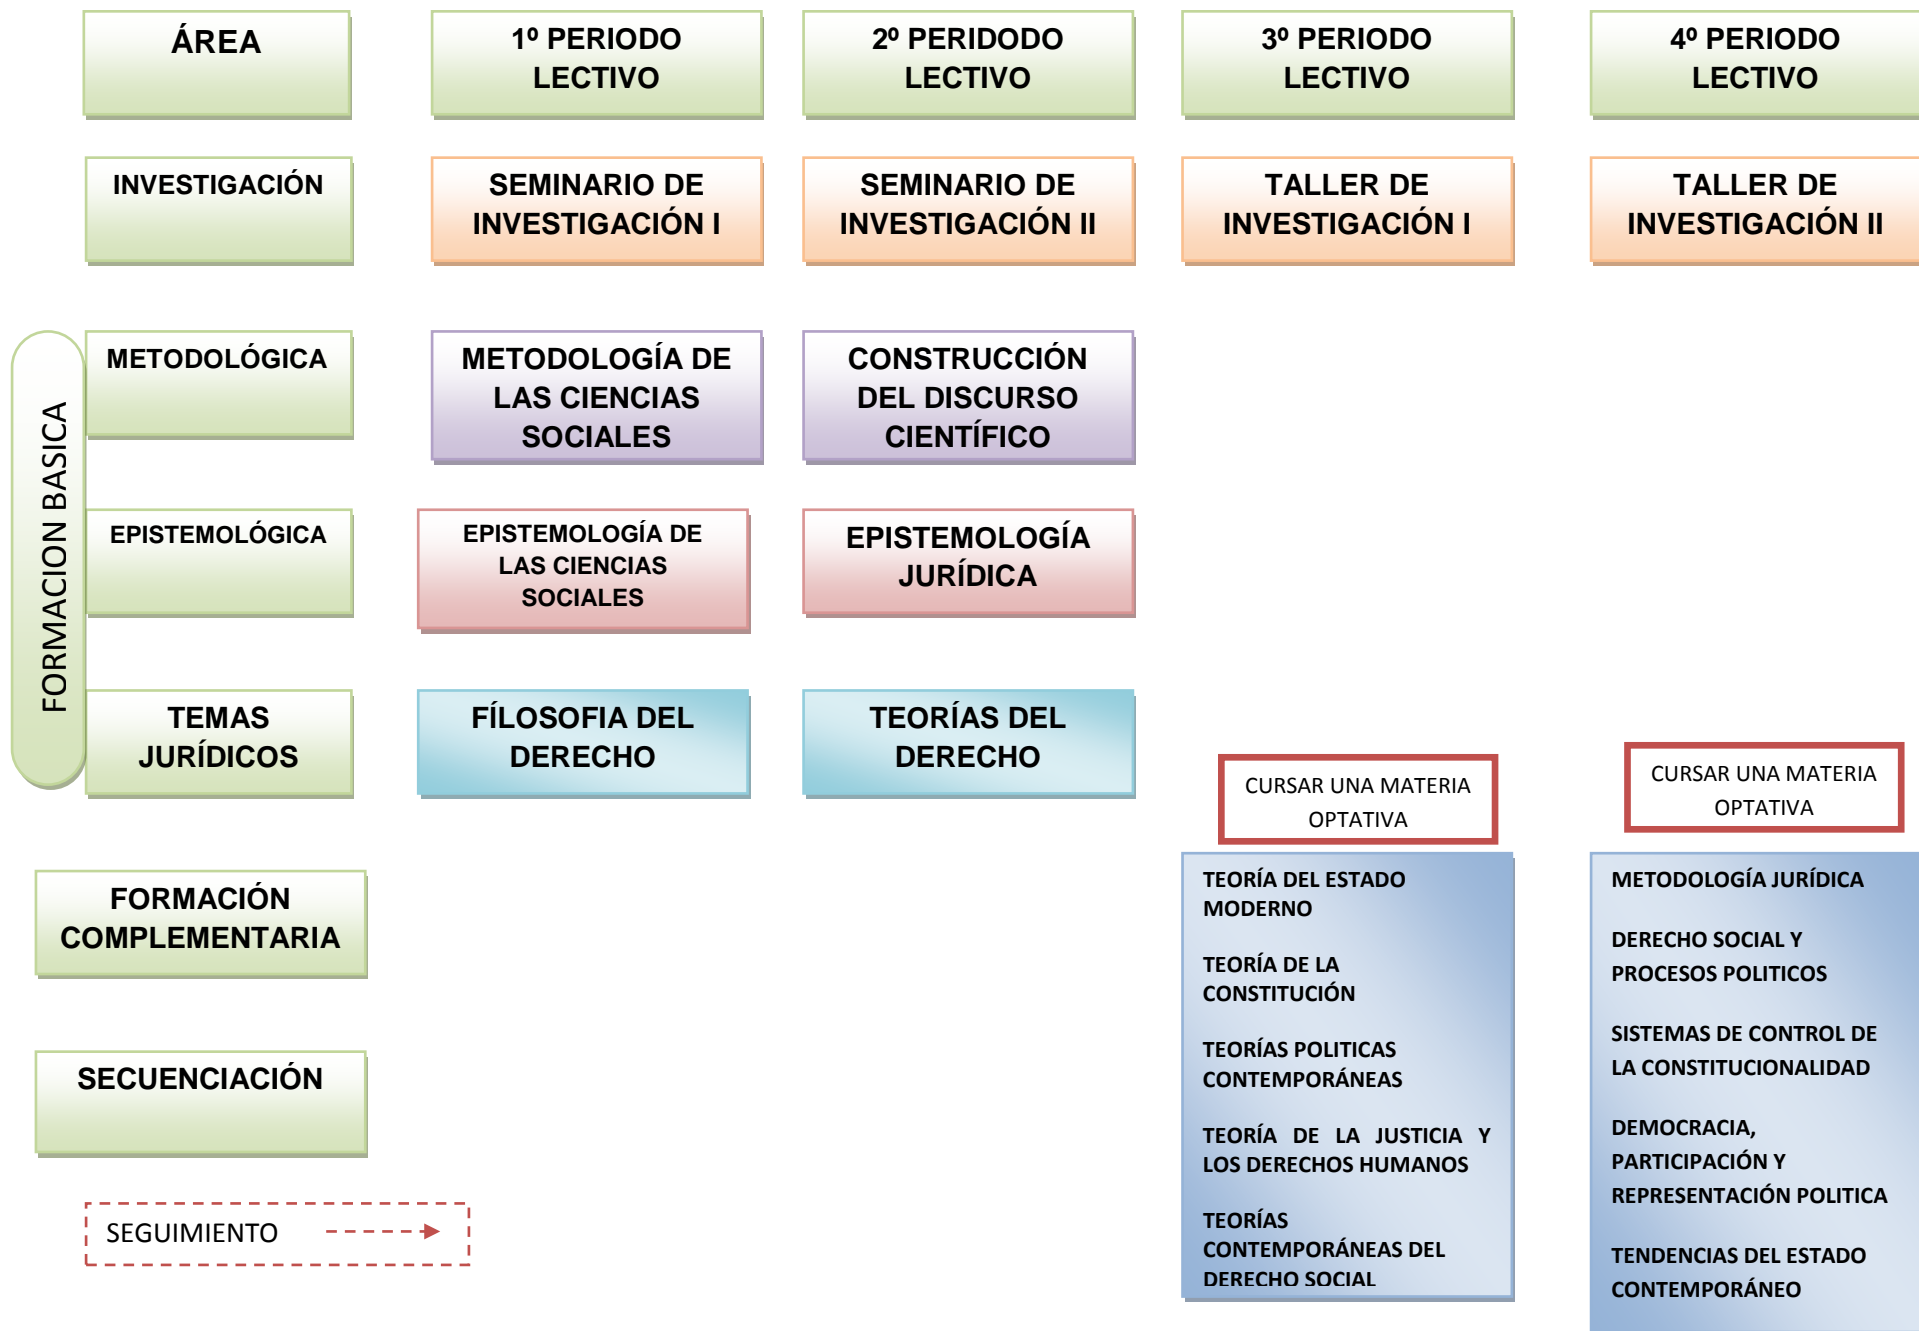 ÁREA
1º PERIODO
LECTIVO
2º PERIDODO
LECTIVO
3º PERIODO
LECTIVO
4º PERIODO
LECTIVO
INVESTIGACIÓN
SEMINARIO DE
INVESTIGACIÓN I
SEMINARIO DE
INVESTIGACIÓN II
TALLER DE
INVESTIGACIÓN I
TALLER DE
INVESTIGACIÓN II
FORMACION BASICA
METODOLÓGICA
METODOLOGÍA DE
LAS CIENCIAS
SOCIALES
CONSTRUCCIÓN
DEL DISCURSO
CIENTÍFICO
EPISTEMOLÓGICA
EPISTEMOLOGÍA DE
LAS CIENCIAS
SOCIALES
EPISTEMOLOGÍA
JURÍDICA
TEMAS
JURÍDICOS
FÍLOSOFIA DEL
DERECHO
TEORÍAS DEL
DERECHO
CURSAR UNA MATERIA
OPTATIVA
CURSAR UNA MATERIA
OPTATIVA
FORMACIÓN
COMPLEMENTARIA
TEORÍA DEL ESTADO
MODERNO
TEORÍA DE LA
CONSTITUCIÓN
TEORÍAS POLITICAS
CONTEMPORÁNEAS
TEORÍA DE LA JUSTICIA Y
LOS DERECHOS HUMANOS
TEORÍAS
CONTEMPORÁNEAS DEL
DERECHO SOCIAL
METODOLOGÍA JURÍDICA
DERECHO SOCIAL Y
PROCESOS POLITICOS
SISTEMAS DE CONTROL DE
LA CONSTITUCIONALIDAD
DEMOCRACIA,
PARTICIPACIÓN Y
REPRESENTACIÓN POLITICA
TENDENCIAS DEL ESTADO
CONTEMPORÁNEO
SECUENCIACIÓN
SEGUIMIENTO